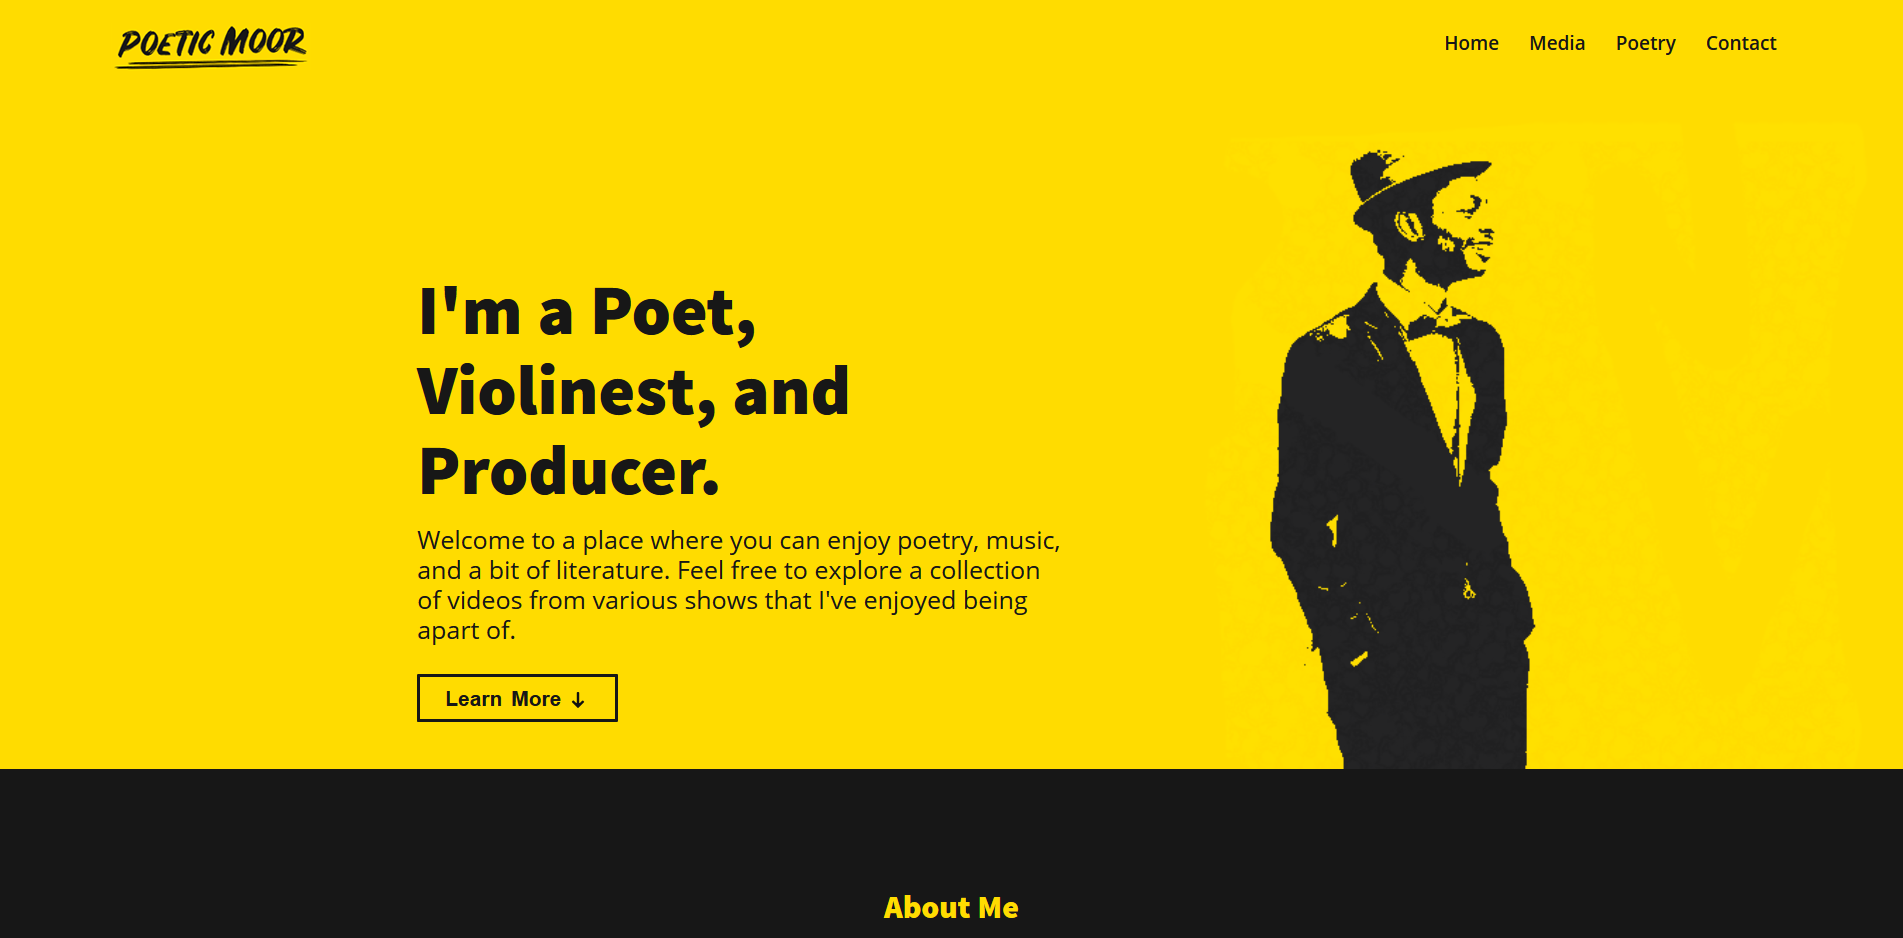 POETIC MOOR
Home Media Poetry Contact
I'm a Poet,
Violinest, and
Producer.
Welcome to a place where you can enjoy poetry, music,
and a bit of literature. Feel free to explore a collection
of videos from various shows that I've enjoyed being
apart of.
Learn More ↓
About Me